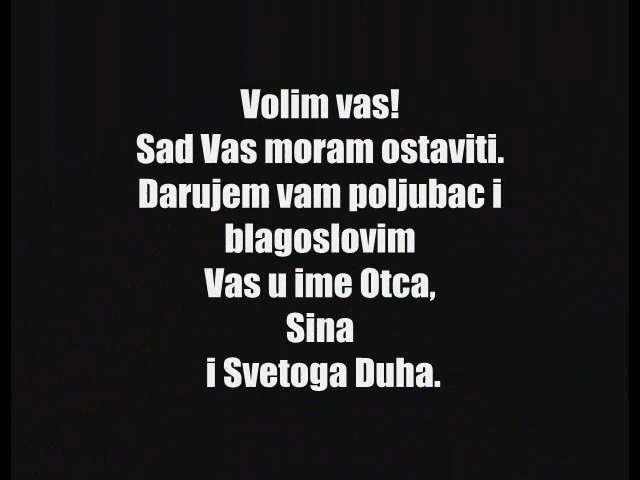 Volim vas!
Sad Vas moram ostaviti.
Darujem vam poljubac i
blagoslovim
Vas u ime Otca,
Sina
i Svetoga Duha.